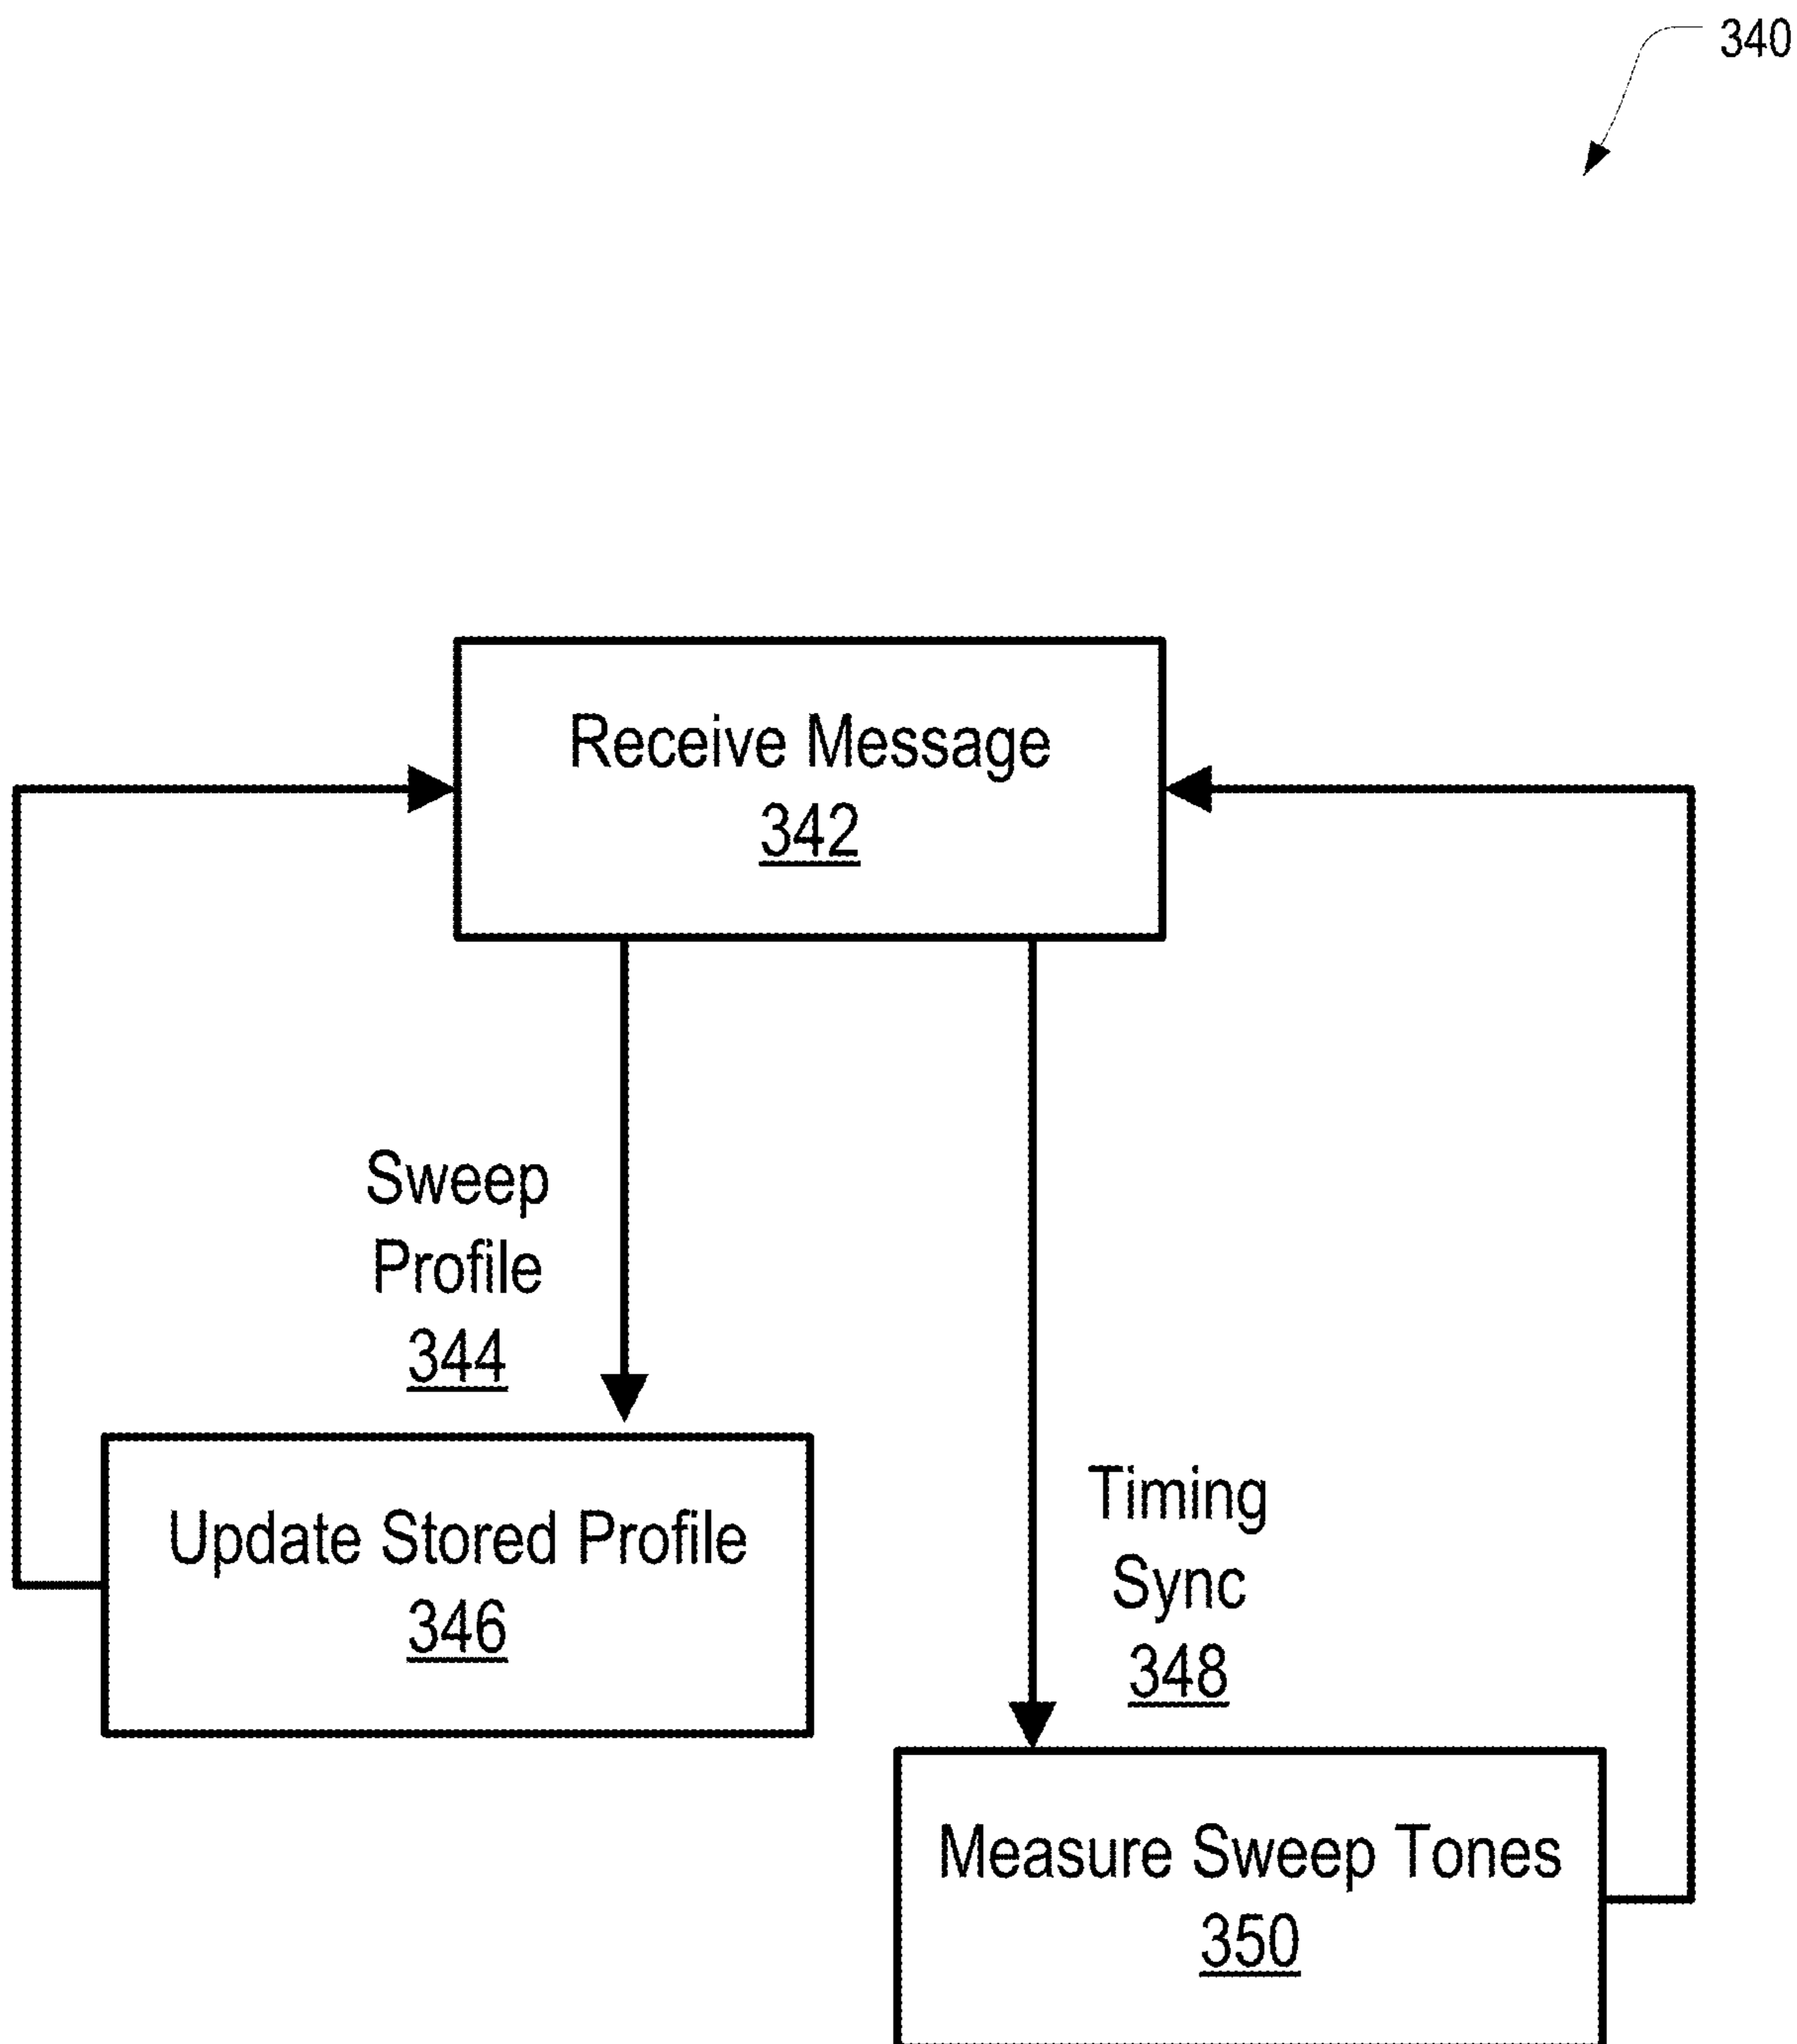 340
Receive Message
342
Sweep
Profile
344
Update Stored Profile
346
Timing
Sync
348
Measure Sweep Tones
350